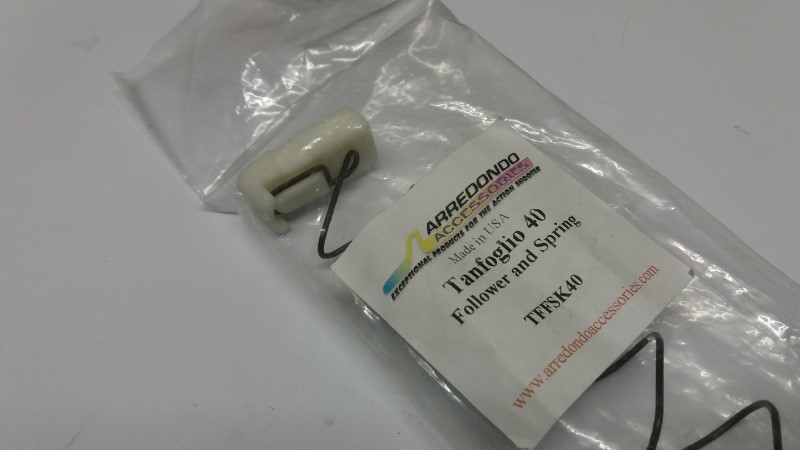 ARREDONDO
ACCESSORIES
EXCEPTIONAL PRODUCTS FOR THE ACTION SHOOTER
Made in USA
Tanfoglio 40
Follower and Spring
TFFSK40
www.arredondoaccessories.com